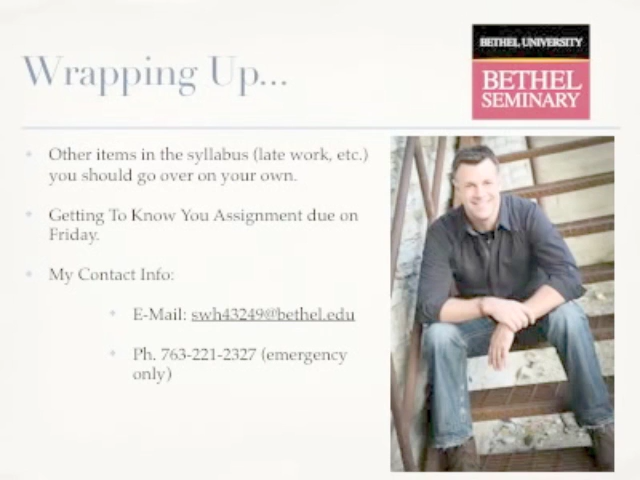 Wrapping Up...
BETHEL UNIVERSITY
BETHEL
SEMINARY
Other items in the syllabus (late work, etc.)
you should go over on your own.
Getting To Know You Assignment due on
Friday.
My Contact Info:
E-Mail: swh43249@bethel.edu
Ph. 763-221-2327 (emergency
only)